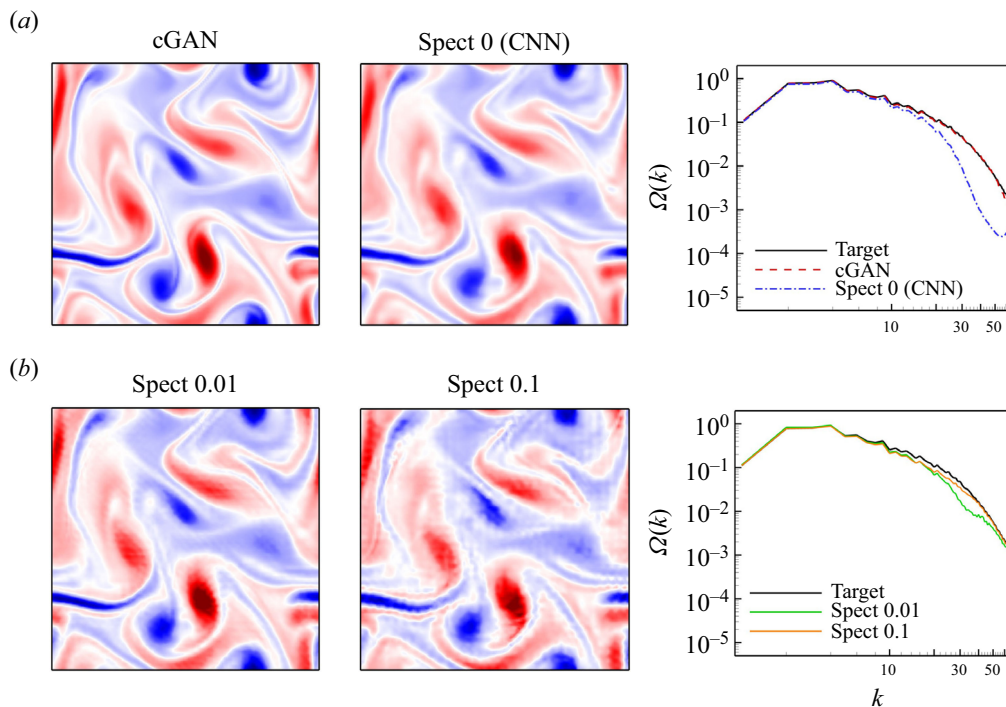 (a)
cGAN
Spect 0 (CNN)
10^0
10^-1
10^-2
10^-3
10^-4
10^-5
Ω(k)
Target
cGAN
Spect 0 (CNN)
10
30
50
(b)
Spect 0.01
Spect 0.1
10^0
10^-1
10^-2
10^-3
10^-4
10^-5
Ω(k)
Target
Spect 0.01
Spect 0.1
10
30
50
k